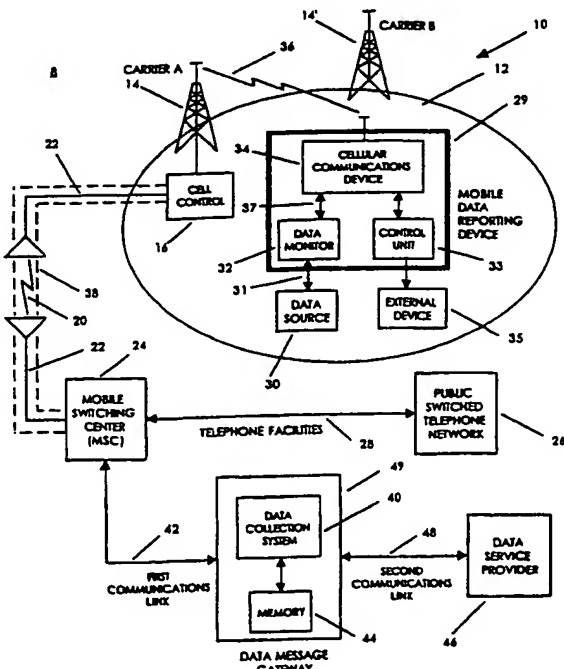 14'
CARRIER B
10
36
8
CARRIER A
12
14
29
34
CELLULAR
COMMUNICATIONS
DEVICE
22
CELL
CONTROL
37
MOBILE
DATA
REPORTING
DEVICE
DATA
MONITOR
CONTROL
UNIT
16
32
33
31
38
DATA
SOURCE
EXTERNAL
DEVICE
20
30
35
22
24
MOBILE
SWITCHING
CENTER
(MSC)
PUBLIC
SWITCHED
TELEPHONE
NETWORK
TELEPHONE FACILITIES
28
26
49
40
DATA
COLLECTION
SYSTEM
42
48
DATA
SERVICE
PROVIDER
FIRST
COMMUNICATIONS
LINK
SECOND
COMMUNICATIONS
LINK
MEMORY
44
46
DATA MESSAGE
GATEWAY